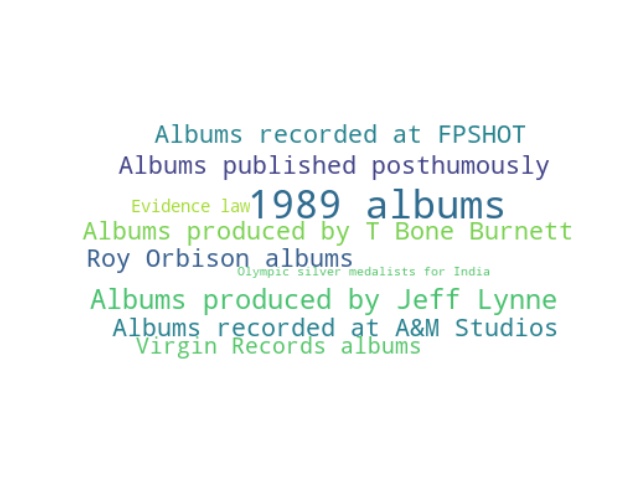 Albums recorded at FPSHOT
Albums published posthumously
Evidence law
1989 albums
Albums produced by T Bone Burnett
Roy Orbison albums
Olympic silver medalists for India
Albums produced by Jeff Lynne
Albums recorded at A&M Studios
Virgin Records albums